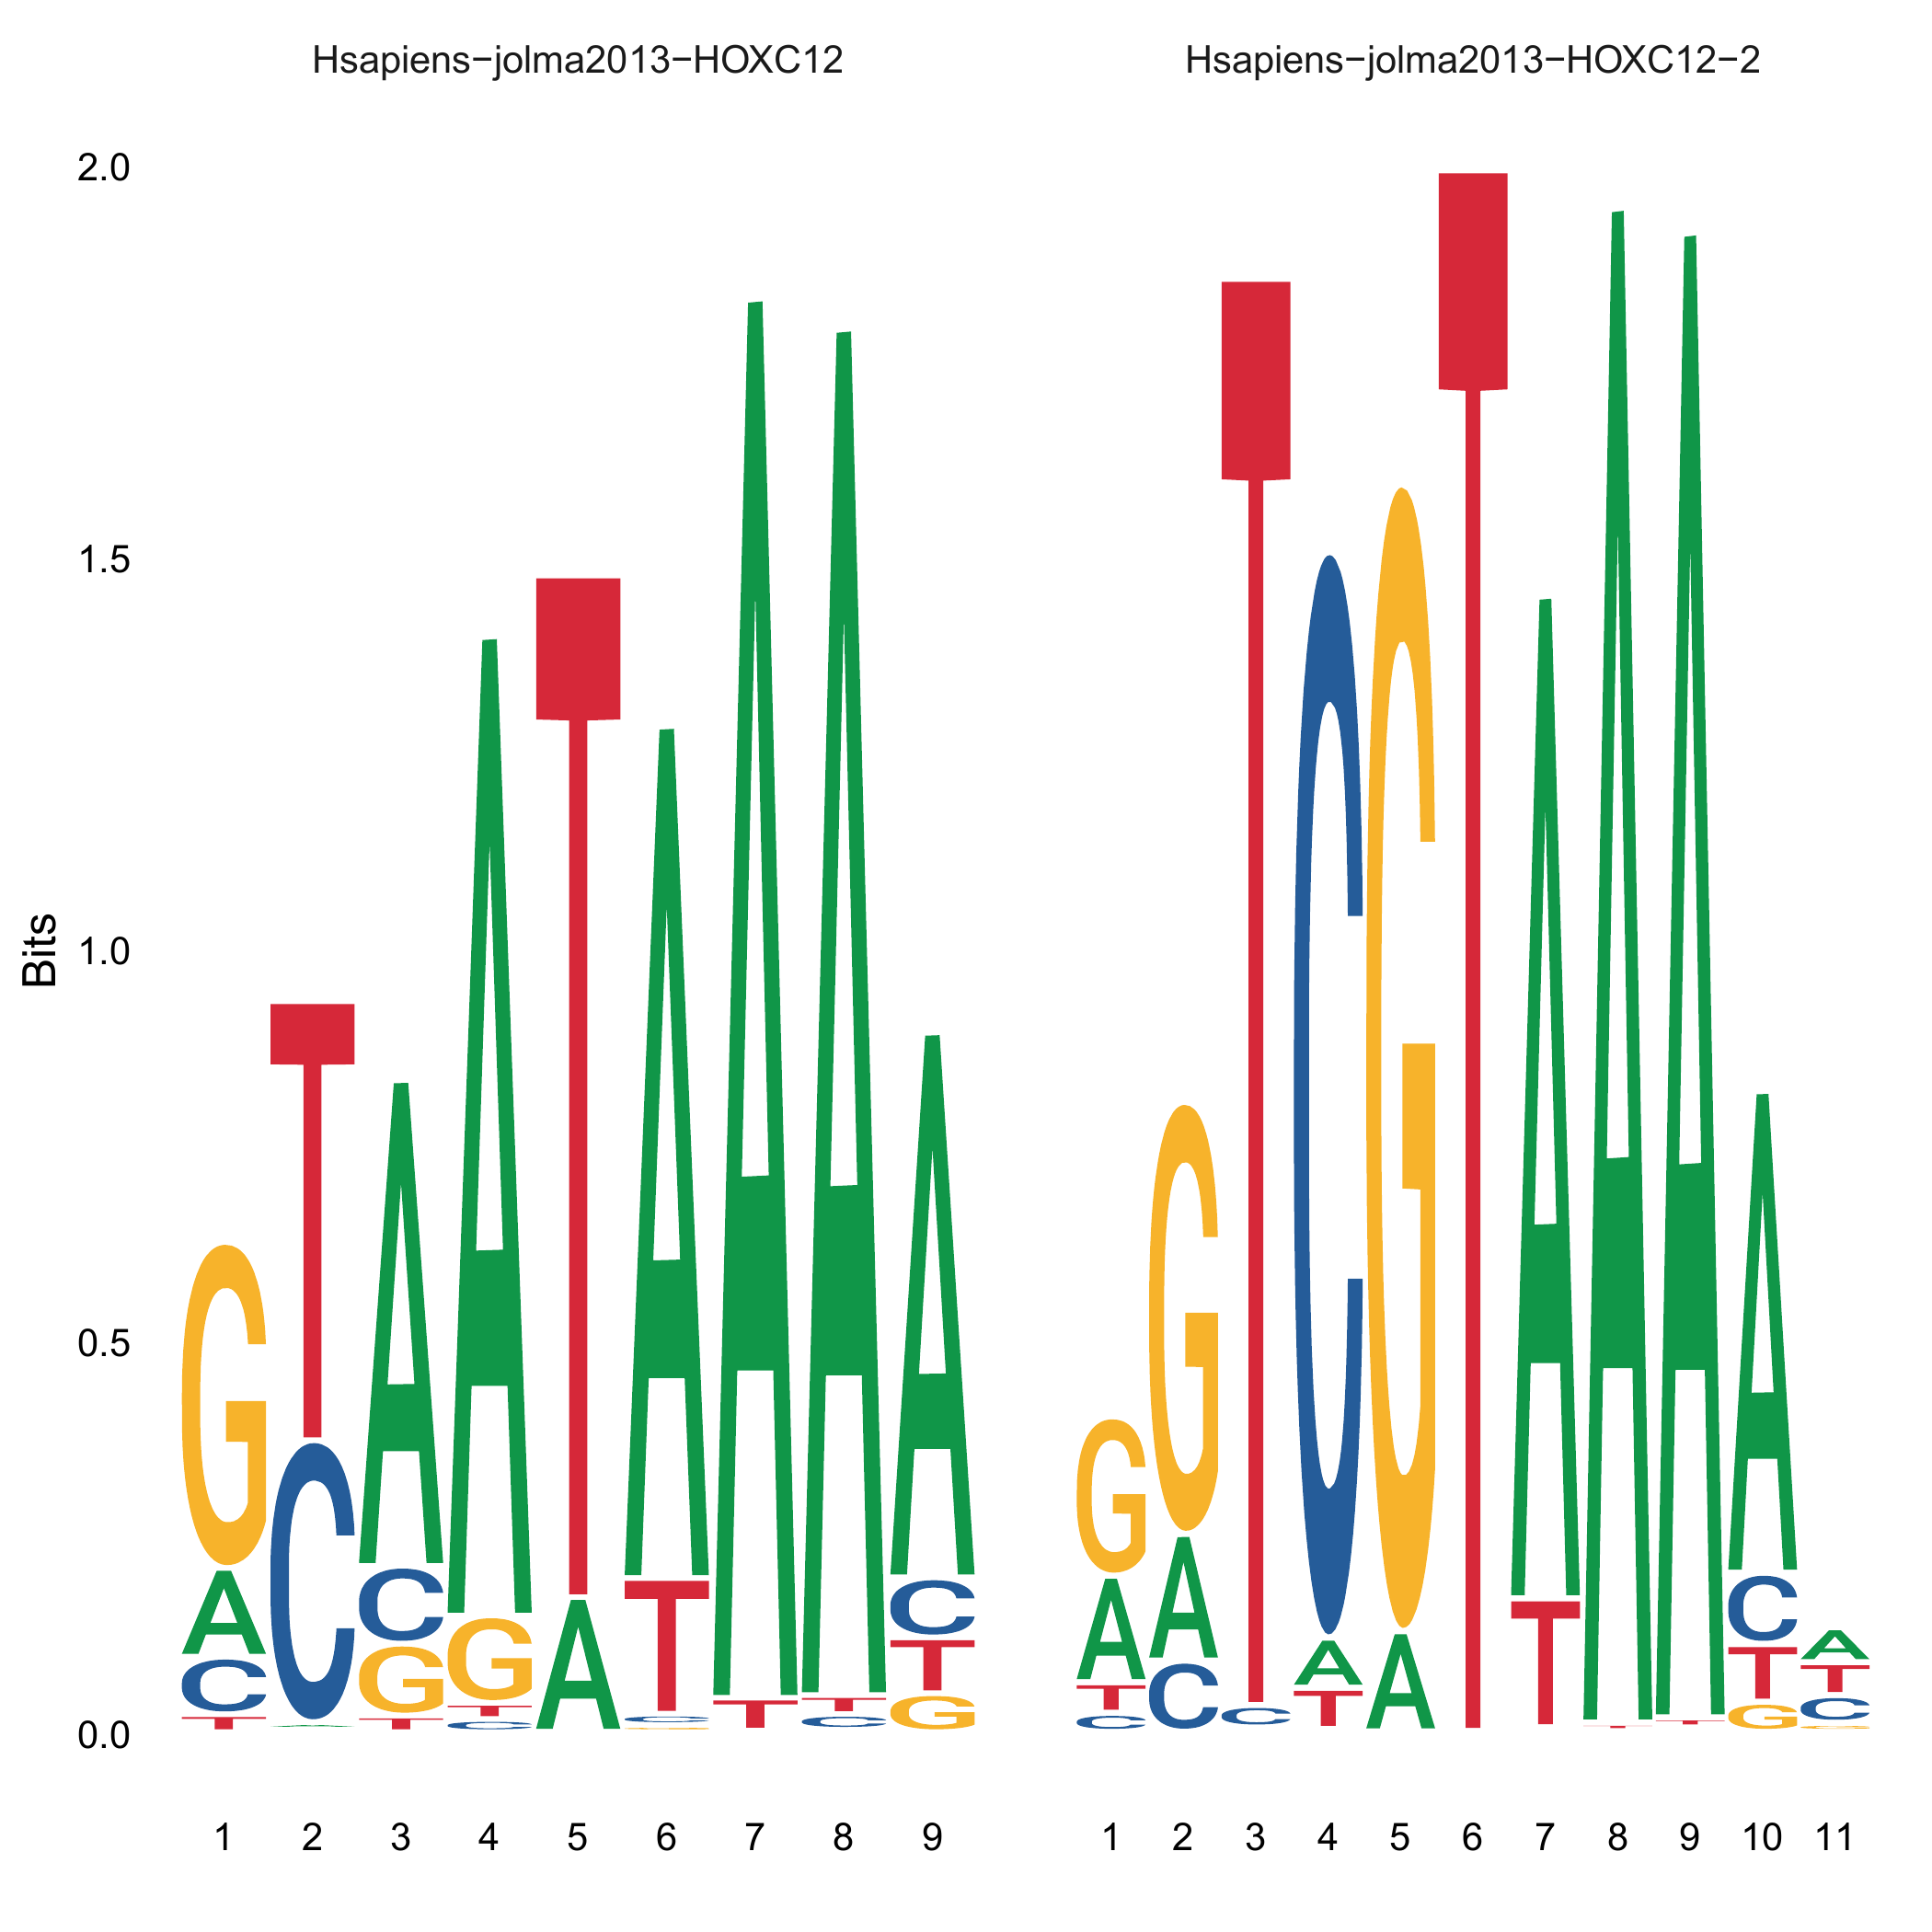 Hsapiens−jolma2013−HOXC12 Hsapiens−jolma2013−HOXC12−2
2.0
1.5
1.0
0.5
0.0
Bits
G T A A T A A A A
A C C G A T T T C
C G T C T
T T C G
G G T C G T A A A A A
A A C A A T T T C T
T C T T C
C G
1 2 3 4 5 6 7 8 9 1 2 3 4 5 6 7 8 9 10 11